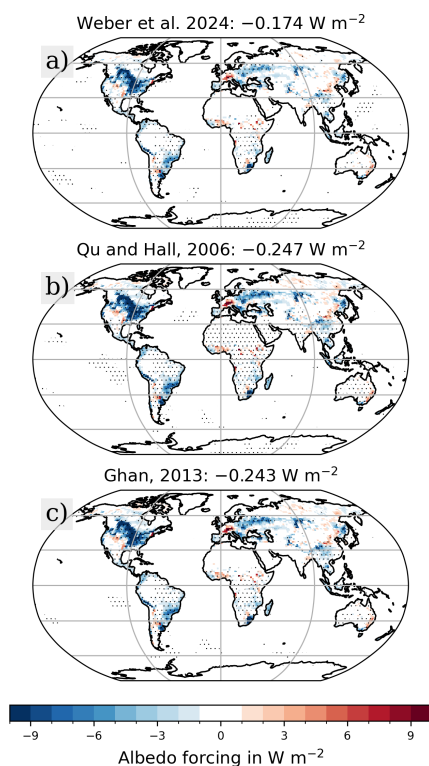 Weber et al. 2024: −0.174 W m⁻²
a)
Qu and Hall, 2006: −0.247 W m⁻²
b)
Ghan, 2013: −0.243 W m⁻²
c)
−9 −6 −3 0 3 6 9
Albedo forcing in W m⁻²